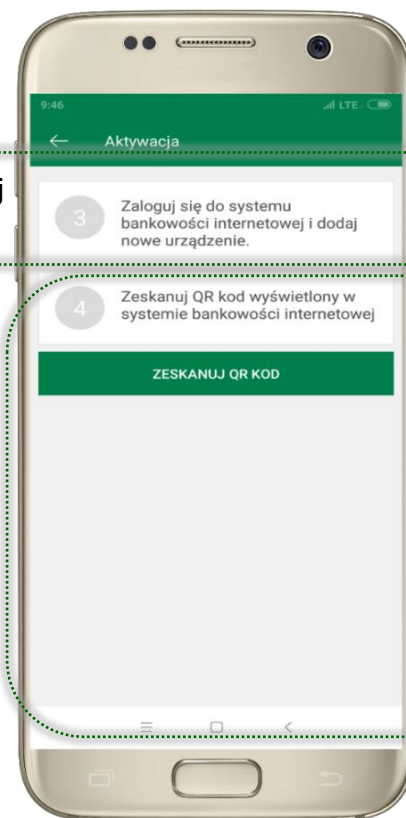 9:46
LTE
Aktywacja
j
3
Zaloguj się do systemu
bankowości internetowej i dodaj
nowe urządzenie.
4
Zeskanuj QR kod wyświetlony w
systemie bankowości internetowej
ZESKANUJ QR KOD